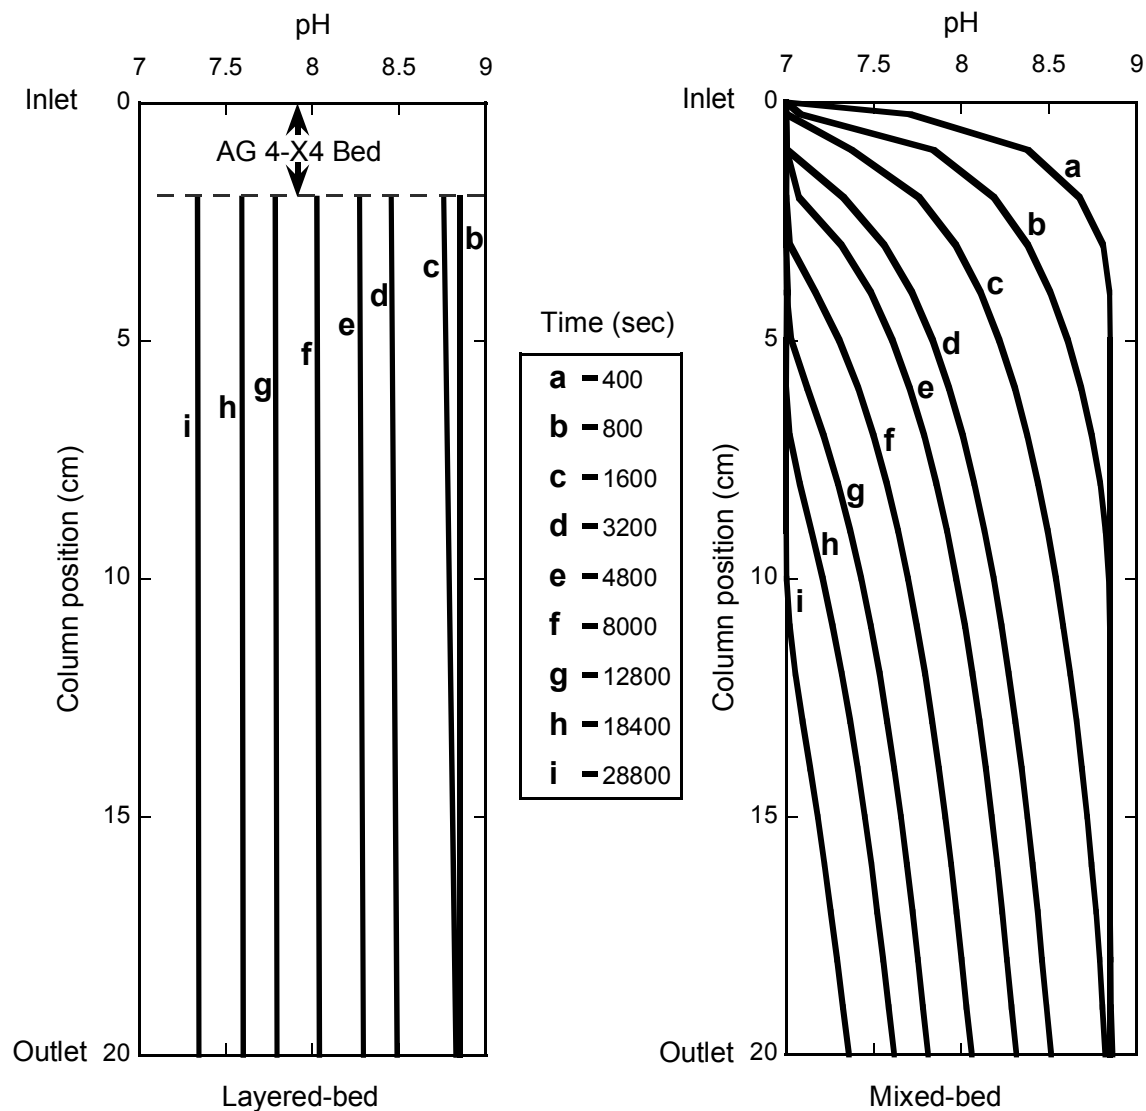 pH
7 7.5 8 8.5 9
Inlet 0
AG 4-X4 Bed
b
c
d
e
f
g
h
i
5
10
15
Outlet 20
Column position (cm)
Layered-bed
Time (sec)
a 400
b 800
c 1600
d 3200
e 4800
f 8000
g 12800
h 18400
i 28800
pH
7 7.5 8 8.5 9
Inlet 0
a
b
c
d
e
f
g
h
i
5
10
15
Outlet 20
Column position (cm)
Mixed-bed